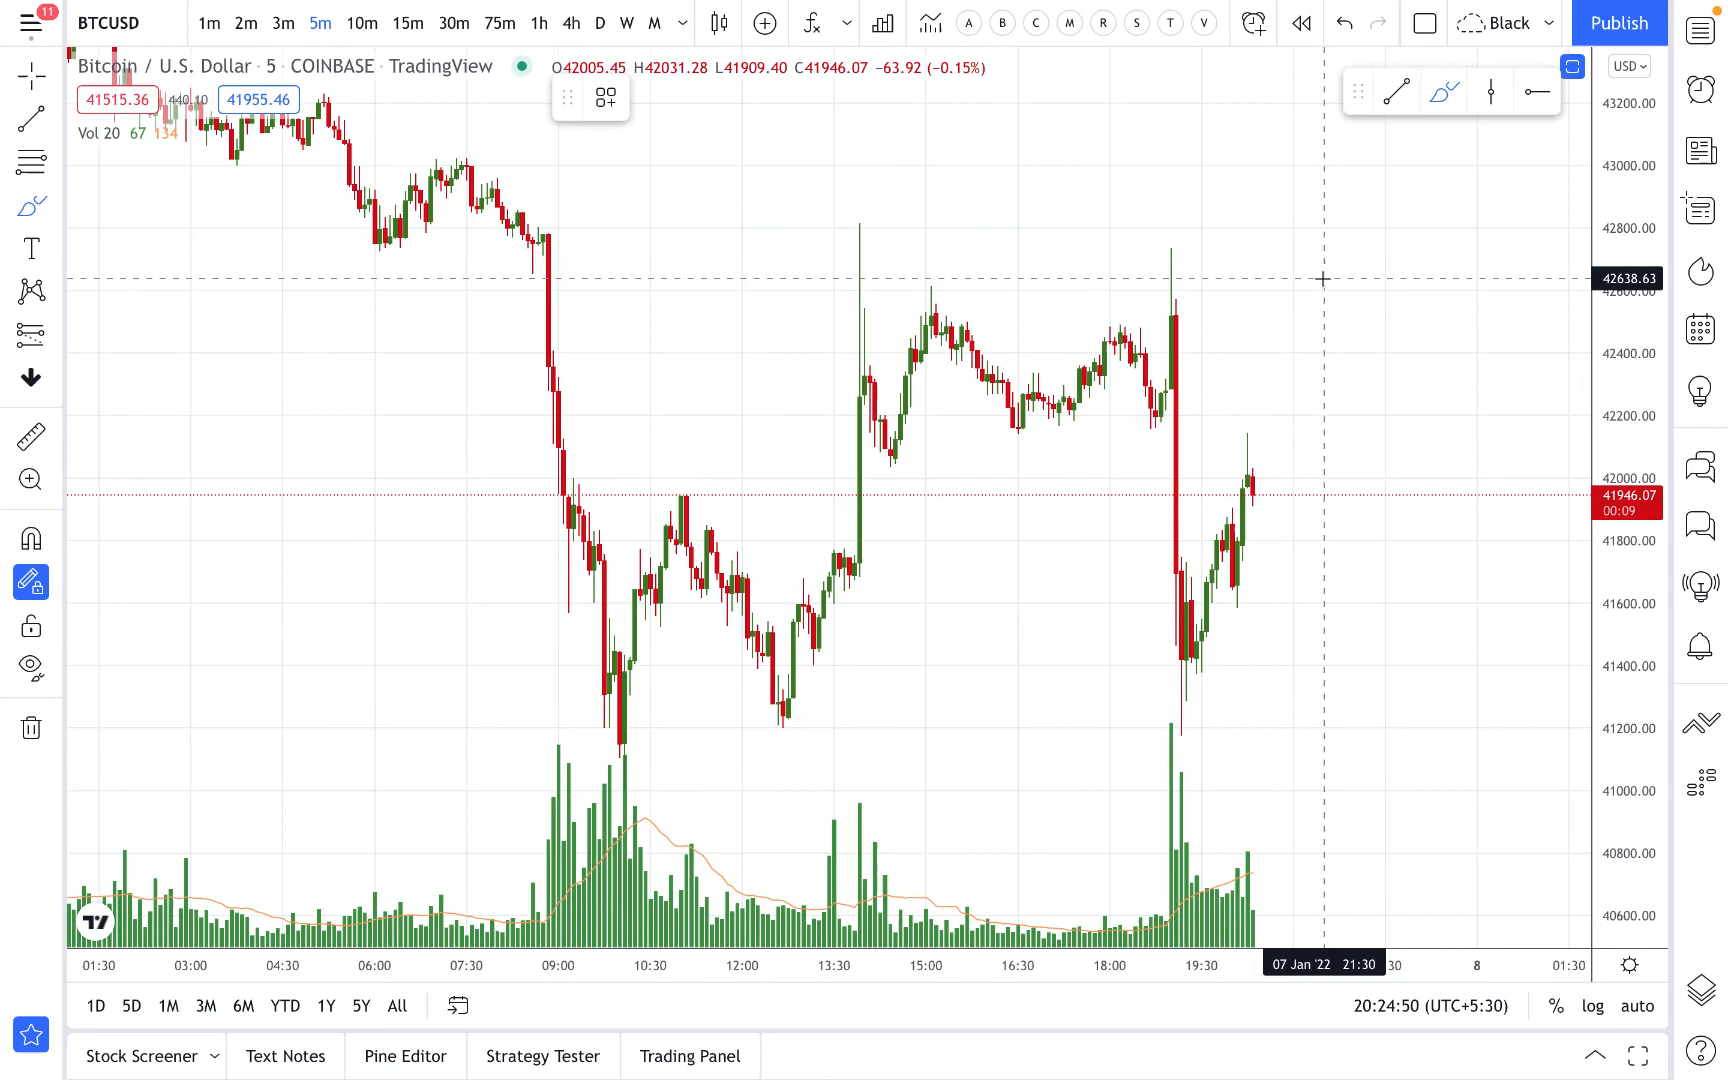 11
BTCUSD 1m 2m 3m 5m 10m 15m 30m 75m 1h 4h D W M A B C M R S T V Black Publish
Bitcoin / U.S. Dollar · 5 · COINBASE · TradingView O42005.45 H42031.28 L41909.40 C41946.07 −63.92 (−0.15%) USD
41515.36 440.10 41955.46
Vol 20 67 134
43200.00
43000.00
42800.00
42638.63
42600.00
42400.00
42200.00
42000.00
41946.07
00:09
41800.00
41600.00
41400.00
41200.00
41000.00
40800.00
40600.00
01:30 03:00 04:30 06:00 07:30 09:00 10:30 12:00 13:30 15:00 16:30 18:00 19:30 07 Jan '22 21:30 30 8 01:30
1D 5D 1M 3M 6M YTD 1Y 5Y All 20:24:50 (UTC+5:30) % log auto
Stock Screener Text Notes Pine Editor Strategy Tester Trading Panel